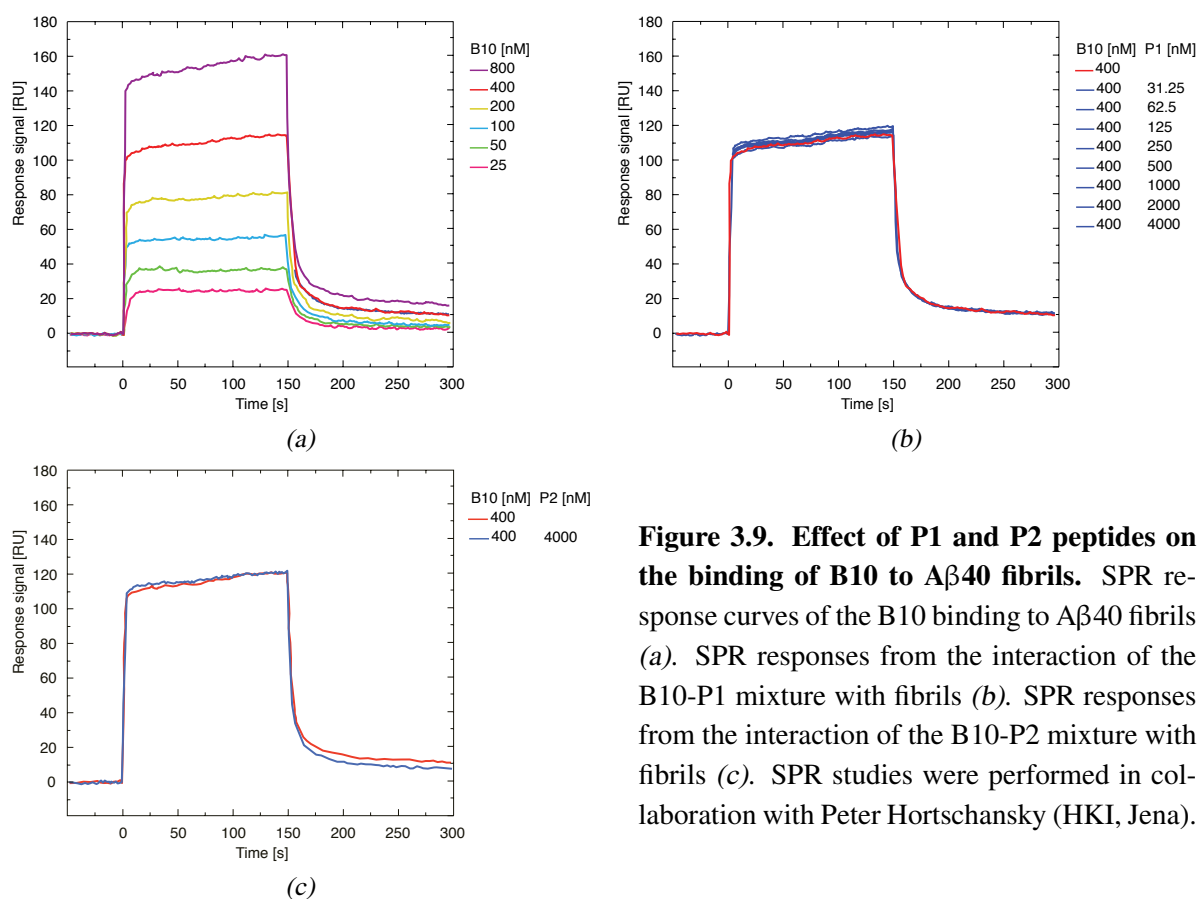 180
160
140
120
100
80
60
40
20
0
Response signal [RU]
0 50 100 150 200 250 300
Time [s]
B10 [nM]
800
400
200
100
50
25
(a)
180
160
140
120
100
80
60
40
20
0
Response signal [RU]
0 50 100 150 200 250 300
Time [s]
B10 [nM] P1 [nM]
400
400 31.25
400 62.5
400 125
400 250
400 500
400 1000
400 2000
400 4000
(b)
180
160
140
120
100
80
60
40
20
0
Response signal [RU]
0 50 100 150 200 250 300
Time [s]
B10 [nM] P2 [nM]
400
400 4000
(c)
Figure 3.9. Effect of P1 and P2 peptides on
the binding of B10 to Aβ40 fibrils. SPR re-
sponse curves of the B10 binding to Aβ40 fibrils
(a). SPR responses from the interaction of the
B10-P1 mixture with fibrils (b). SPR responses
from the interaction of the B10-P2 mixture with
fibrils (c). SPR studies were performed in col-
laboration with Peter Hortschansky (HKI, Jena).